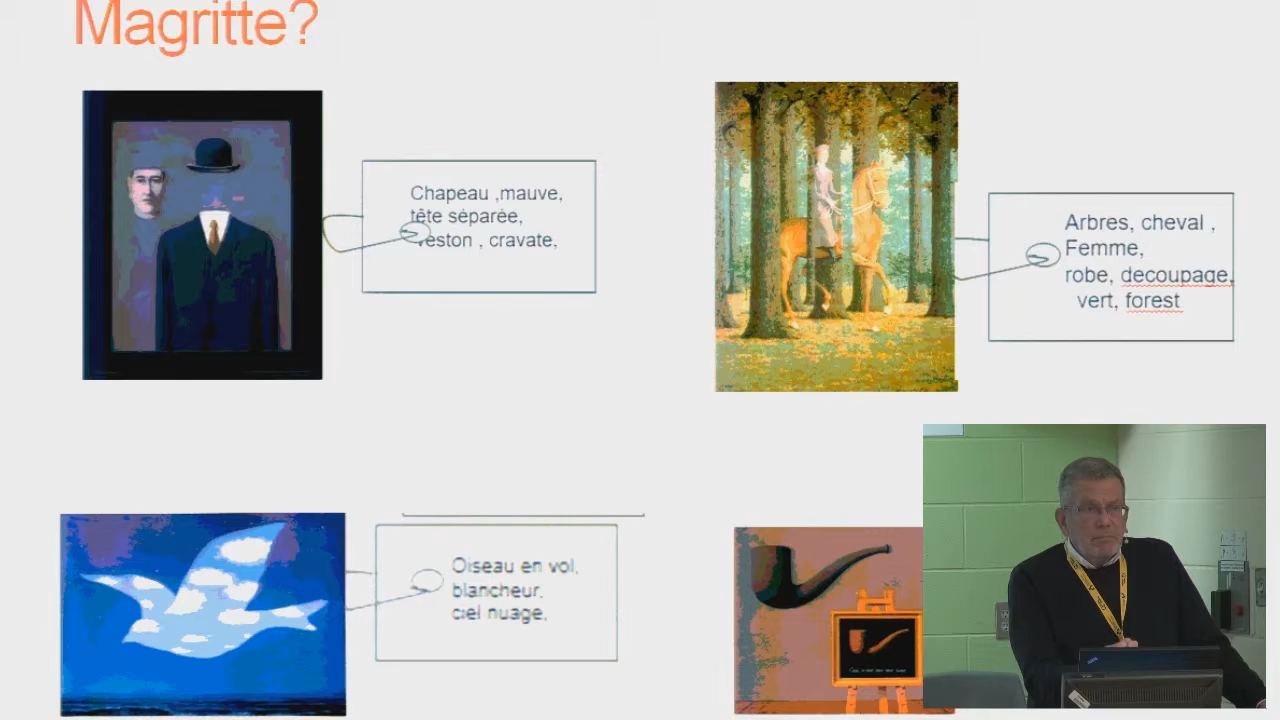 Magritte?
Chapeau ,mauve,
tête séparée,
veston , cravate,
Arbres, cheval ,
Femme,
robe, decoupage,
vert, forest
Oiseau en vol,
blancheur,
ciel nuage,